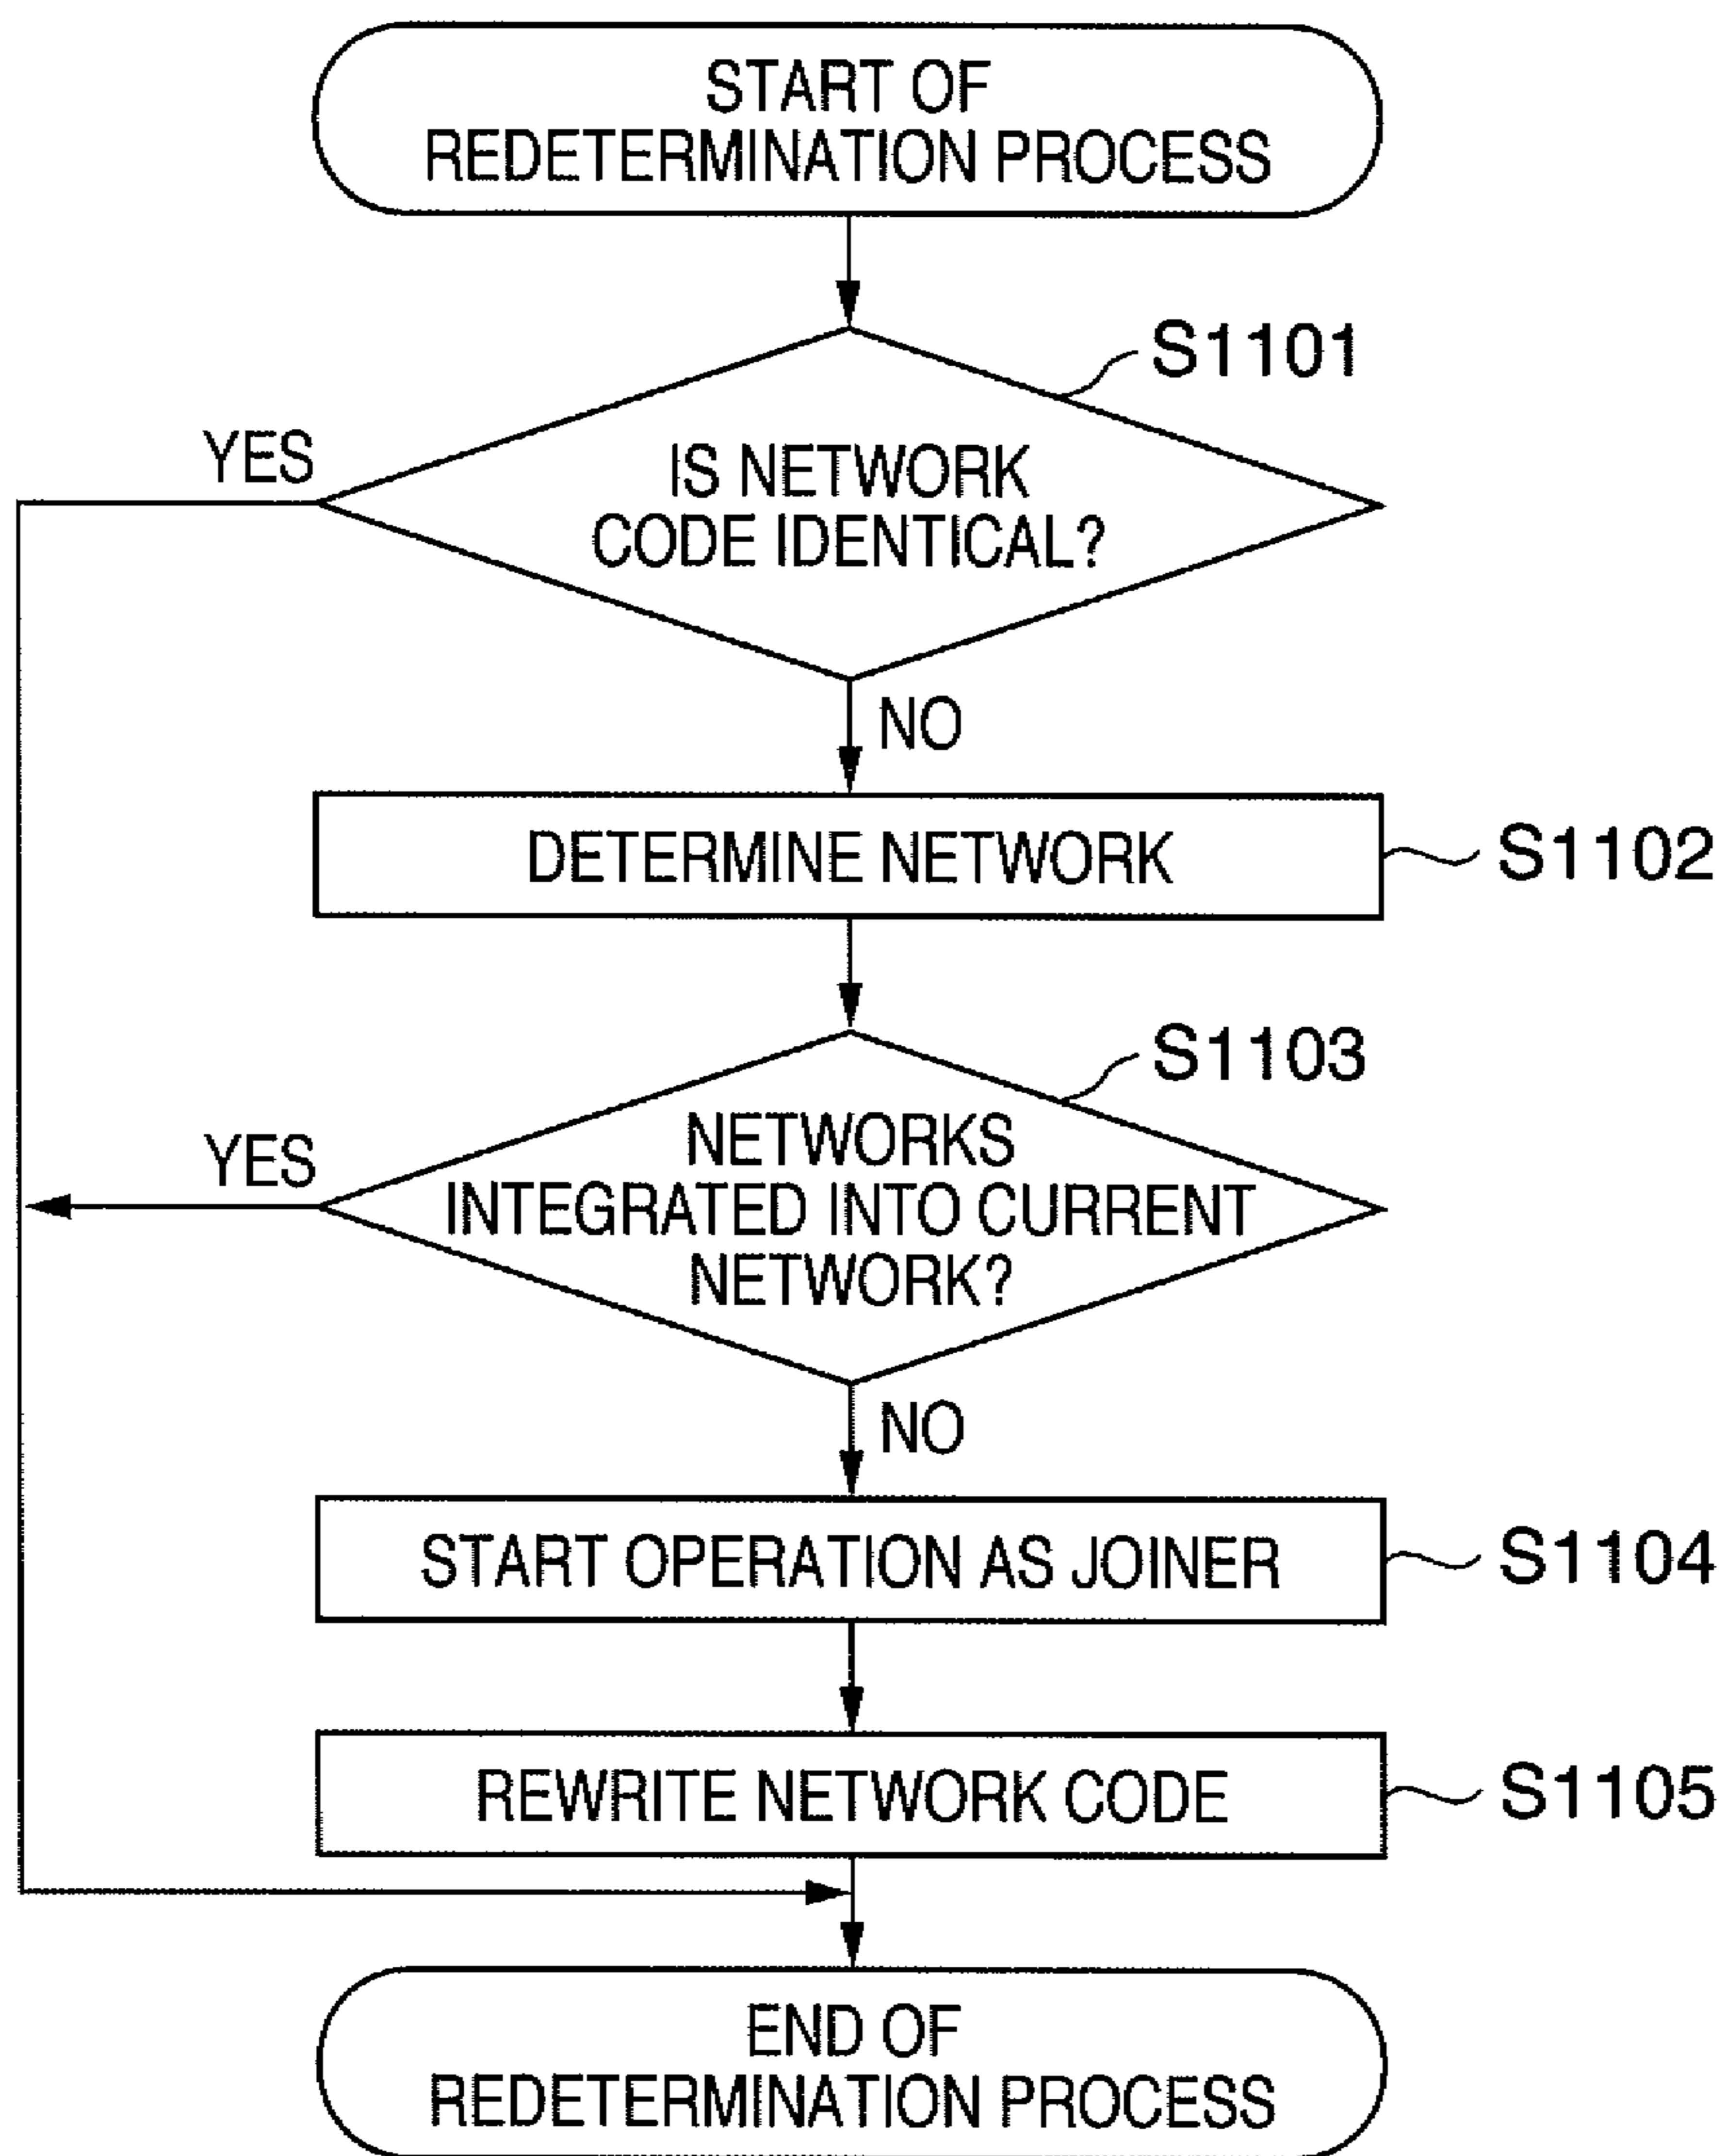 START OF
REDETERMINATION PROCESS
S1101
YES
IS NETWORK
CODE IDENTICAL?
NO
DETERMINE NETWORK
S1102
S1103
YES
NETWORKS
INTEGRATED INTO CURRENT
NETWORK?
NO
START OPERATION AS JOINER
S1104
REWRITE NETWORK CODE
S1105
END OF
REDETERMINATION PROCESS